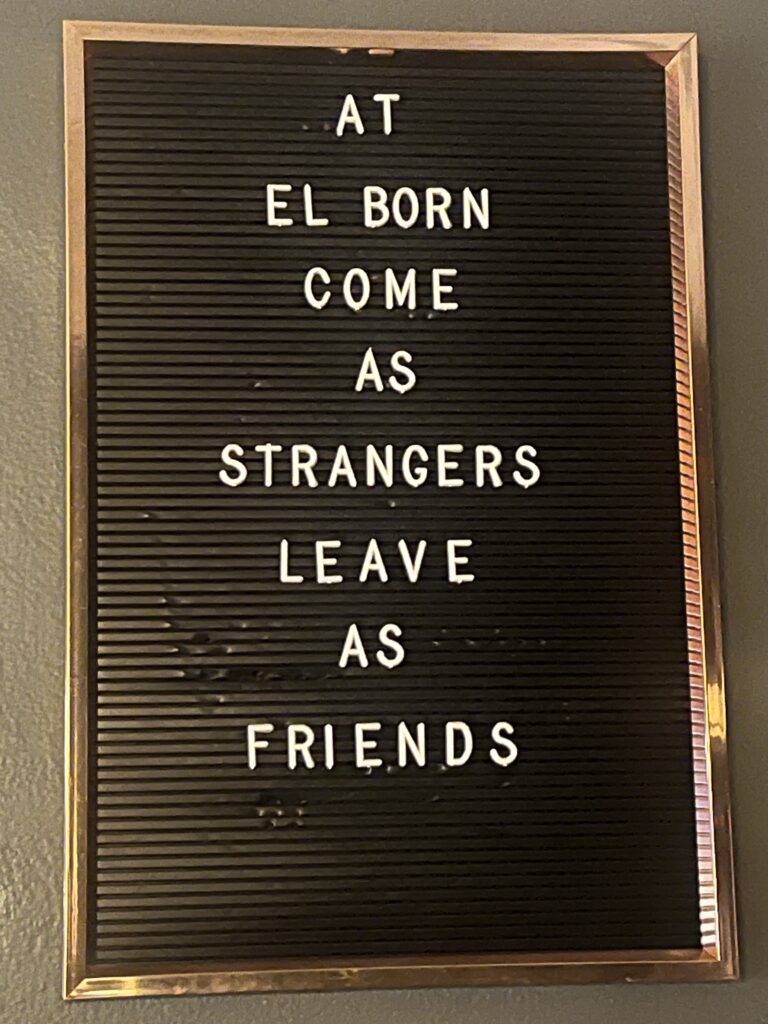 AT
EL BORN
COME
AS
STRANGERS
LEAVE
AS
FRIENDS